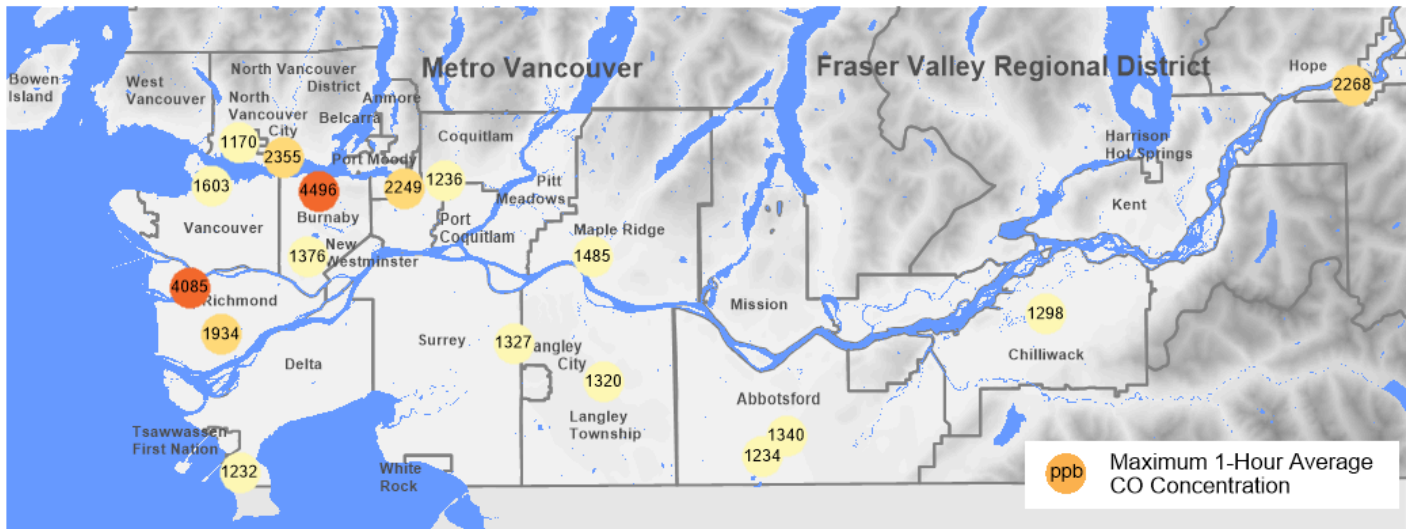 Metro Vancouver
Fraser Valley Regional District
Hope
2268
Bowen
Island
West
Vancouver
North Vancouver
District
North
Vancouver
City
Anmore
Belcarra
Coquitlam
Harrison
Hot Springs
1170
2355
Port Moody
1603
4496
2249
1236
Pitt
Meadows
Kent
Burnaby
Vancouver
Port
Coquitlam
Maple Ridge
1376
New
Westminster
1485
4085
Richmond
Mission
1298
1934
Surrey
1327
Langley
City
Chilliwack
Delta
1320
Abbotsford
Langley
Township
Tsawwassen
First Nation
1340
1234
1232
White
Rock
ppb
Maximum 1-Hour Average
CO Concentration